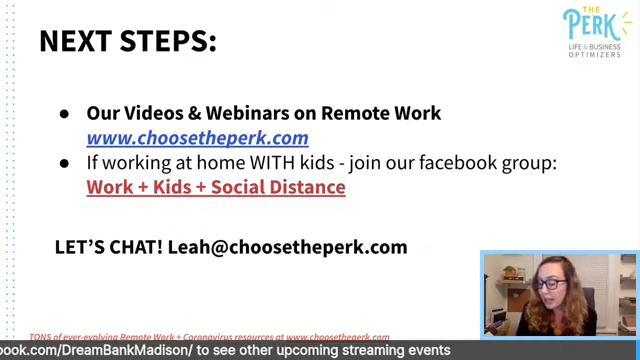 NEXT STEPS:
THE
PERK
LIFE & BUSINESS
OPTIMIZERS
● Our Videos & Webinars on Remote Work
www.choosetheperk.com
● If working at home WITH kids - join our facebook group:
Work + Kids + Social Distance
LET'S CHAT! Leah@choosetheperk.com
TONS of ever-evolving Remote Work + Coronavirus resources at www.choosetheperk.com
ook.com/DreamBankMadison/ to see other upcoming streaming events